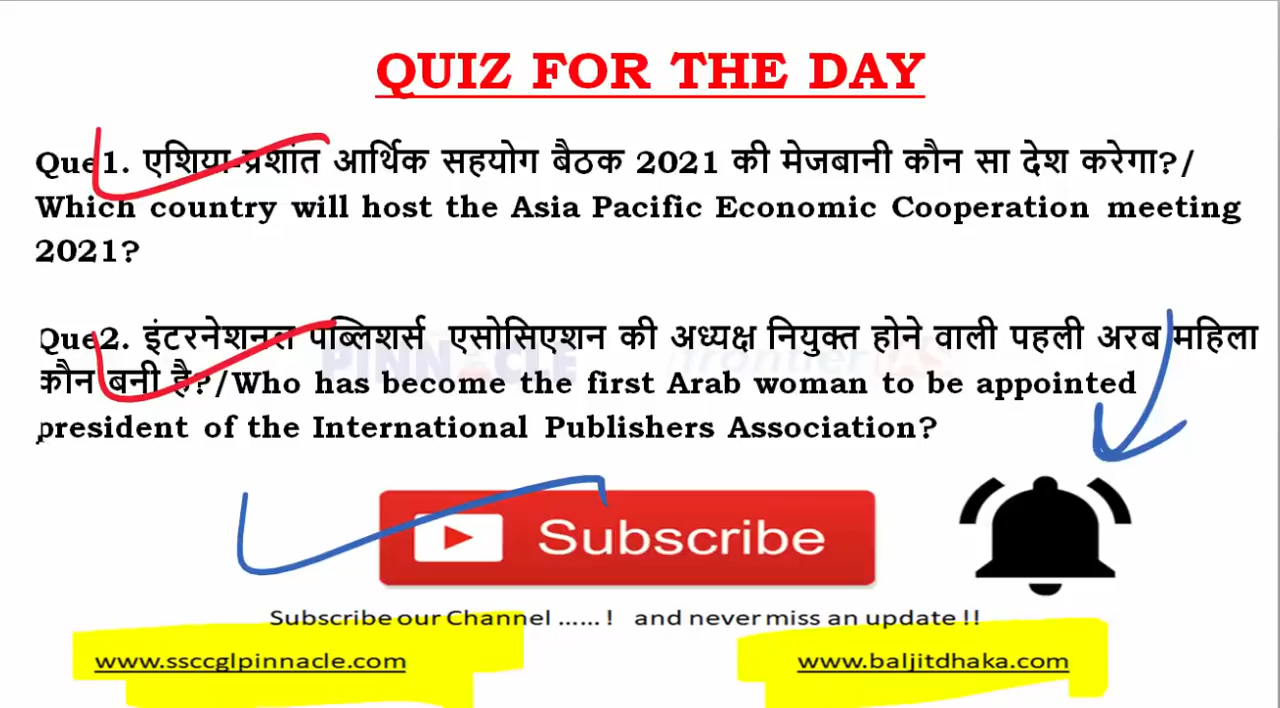 QUIZ FOR THE DAY
Que1. एशिया-प्रशांत आर्थिक सहयोग बैठक 2021 की मेजबानी कौन सा देश करेगा?/
Which country will host the Asia Pacific Economic Cooperation meeting
2021?
Que2. इंटरनेशनल पब्लिशर्स एसोसिएशन की अध्यक्ष नियुक्त होने वाली पहली अरब महिला
कौन बनी है?/Who has become the first Arab woman to be appointed
president of the International Publishers Association?
PINNACLE frontier IAS
Subscribe
Subscribe our Channel ...... ! and never miss an update !!
www.ssccglpinnacle.com www.baljitdhaka.com